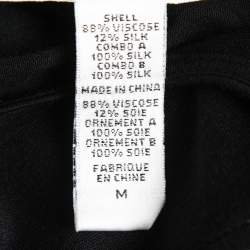 SHELL
88% VISCOSE
12% SILK
COMBO A
100% SILK
COMBO B
100% SILK
MADE IN CHINA
88% VISCOSE
12% SOIE
ORNEMENT A
100% SOIE
ORNEMENT B
100% SOIE
FABRIQUE
EN CHINE
M